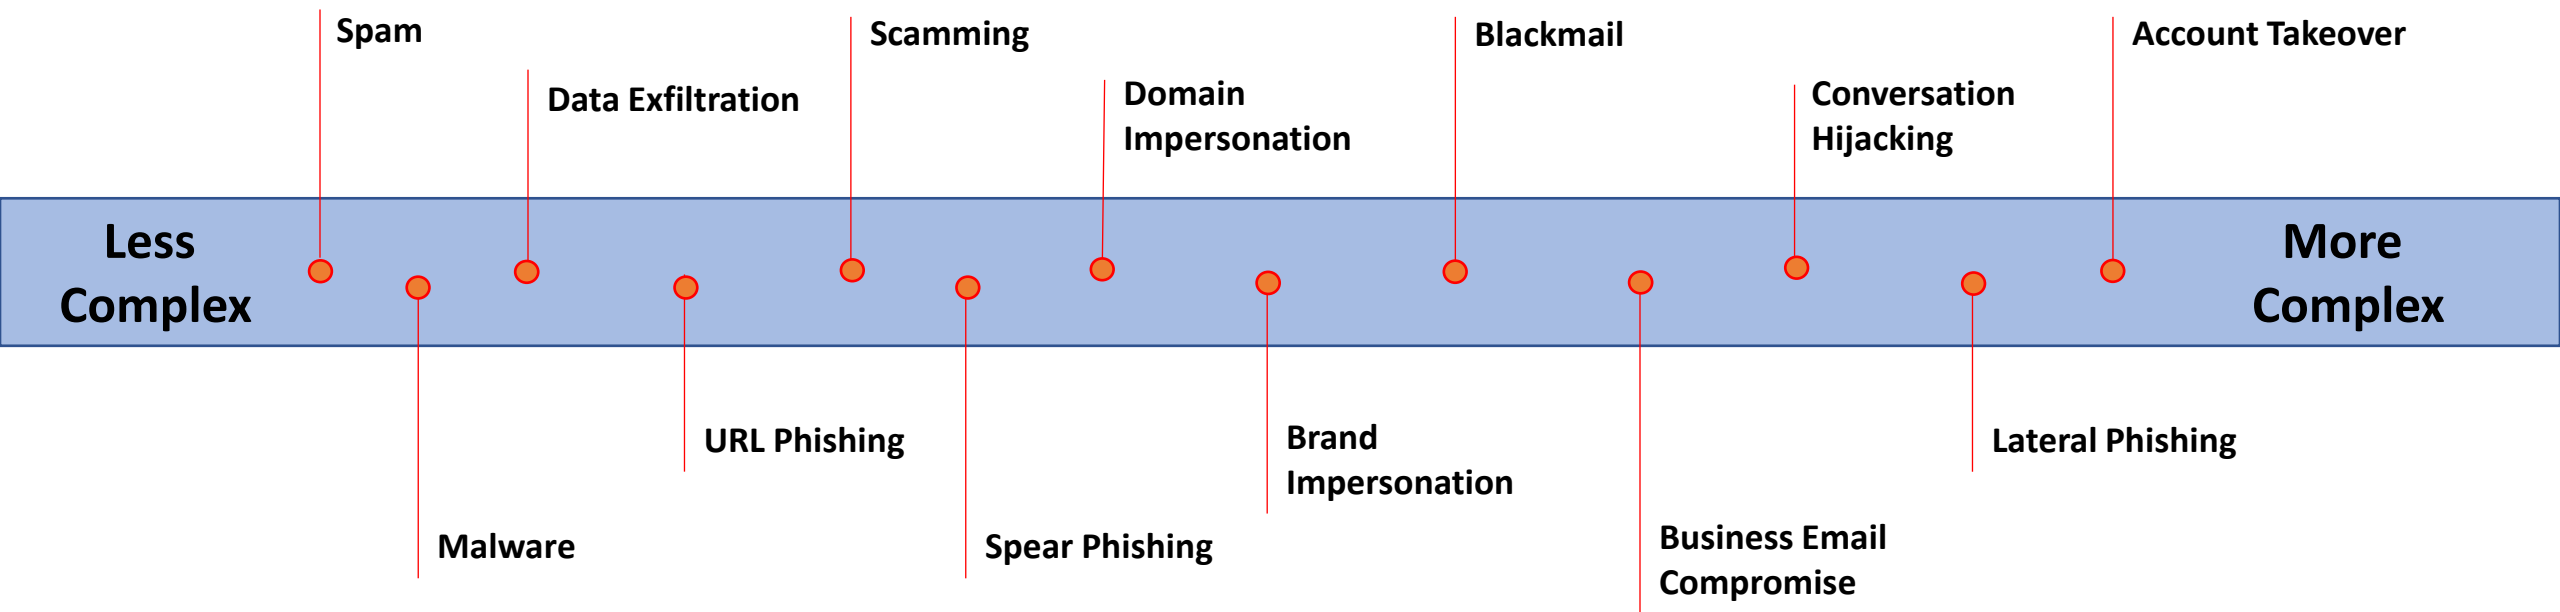 Spam
Scamming
Blackmail
Account Takeover
Data Exfiltration
Domain
Impersonation
Conversation
Hijacking
Less
Complex
More
Complex
URL Phishing
Brand
Impersonation
Lateral Phishing
Malware
Spear Phishing
Business Email
Compromise